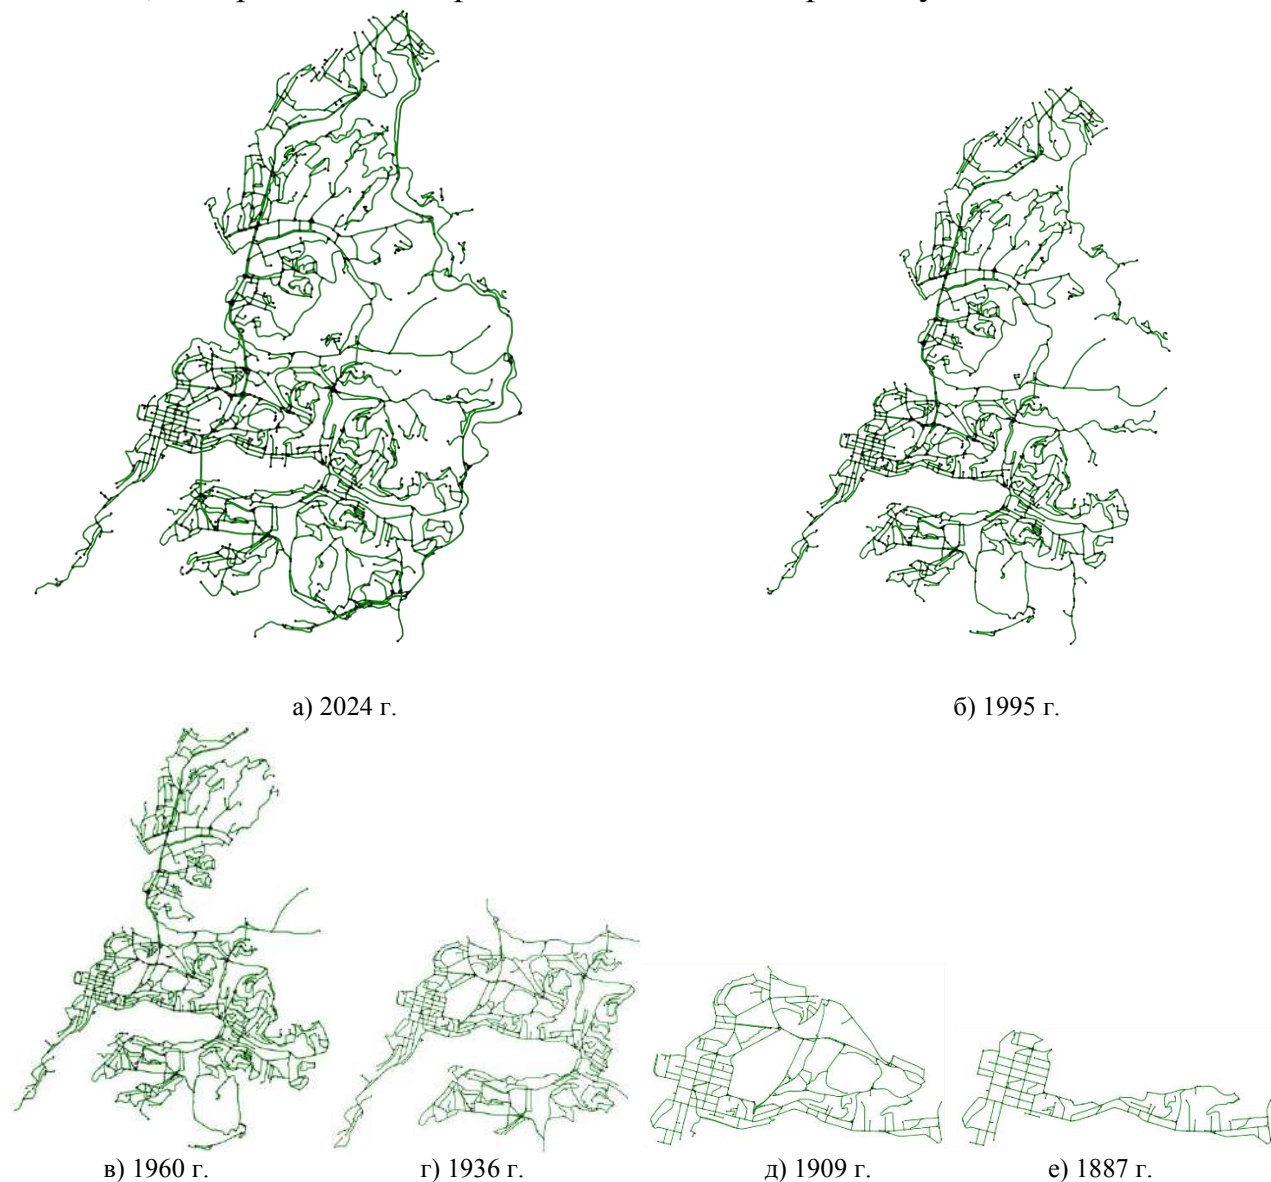 а) 2024 г.
б) 1995 г.
в) 1960 г.
г) 1936 г.
д) 1909 г.
е) 1887 г.